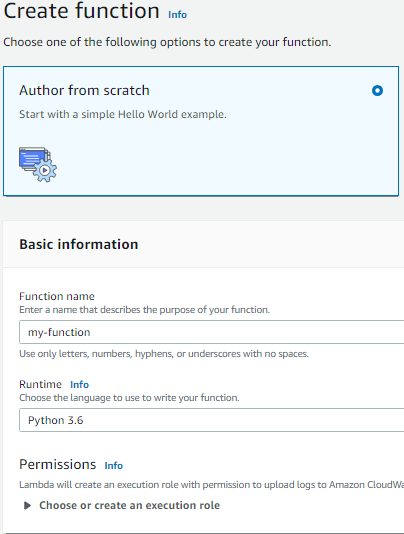 Create function Info
Choose one of the following options to create your function.
Author from scratch
Start with a simple Hello World example.
Basic information
Function name
Enter a name that describes the purpose of your function.
my-function
Use only letters, numbers, hyphens, or underscores with no spaces.
Runtime Info
Choose the language to use to write your function.
Python 3.6
Permissions Info
Lambda will create an execution role with permission to upload logs to Amazon CloudWa
Choose or create an execution role